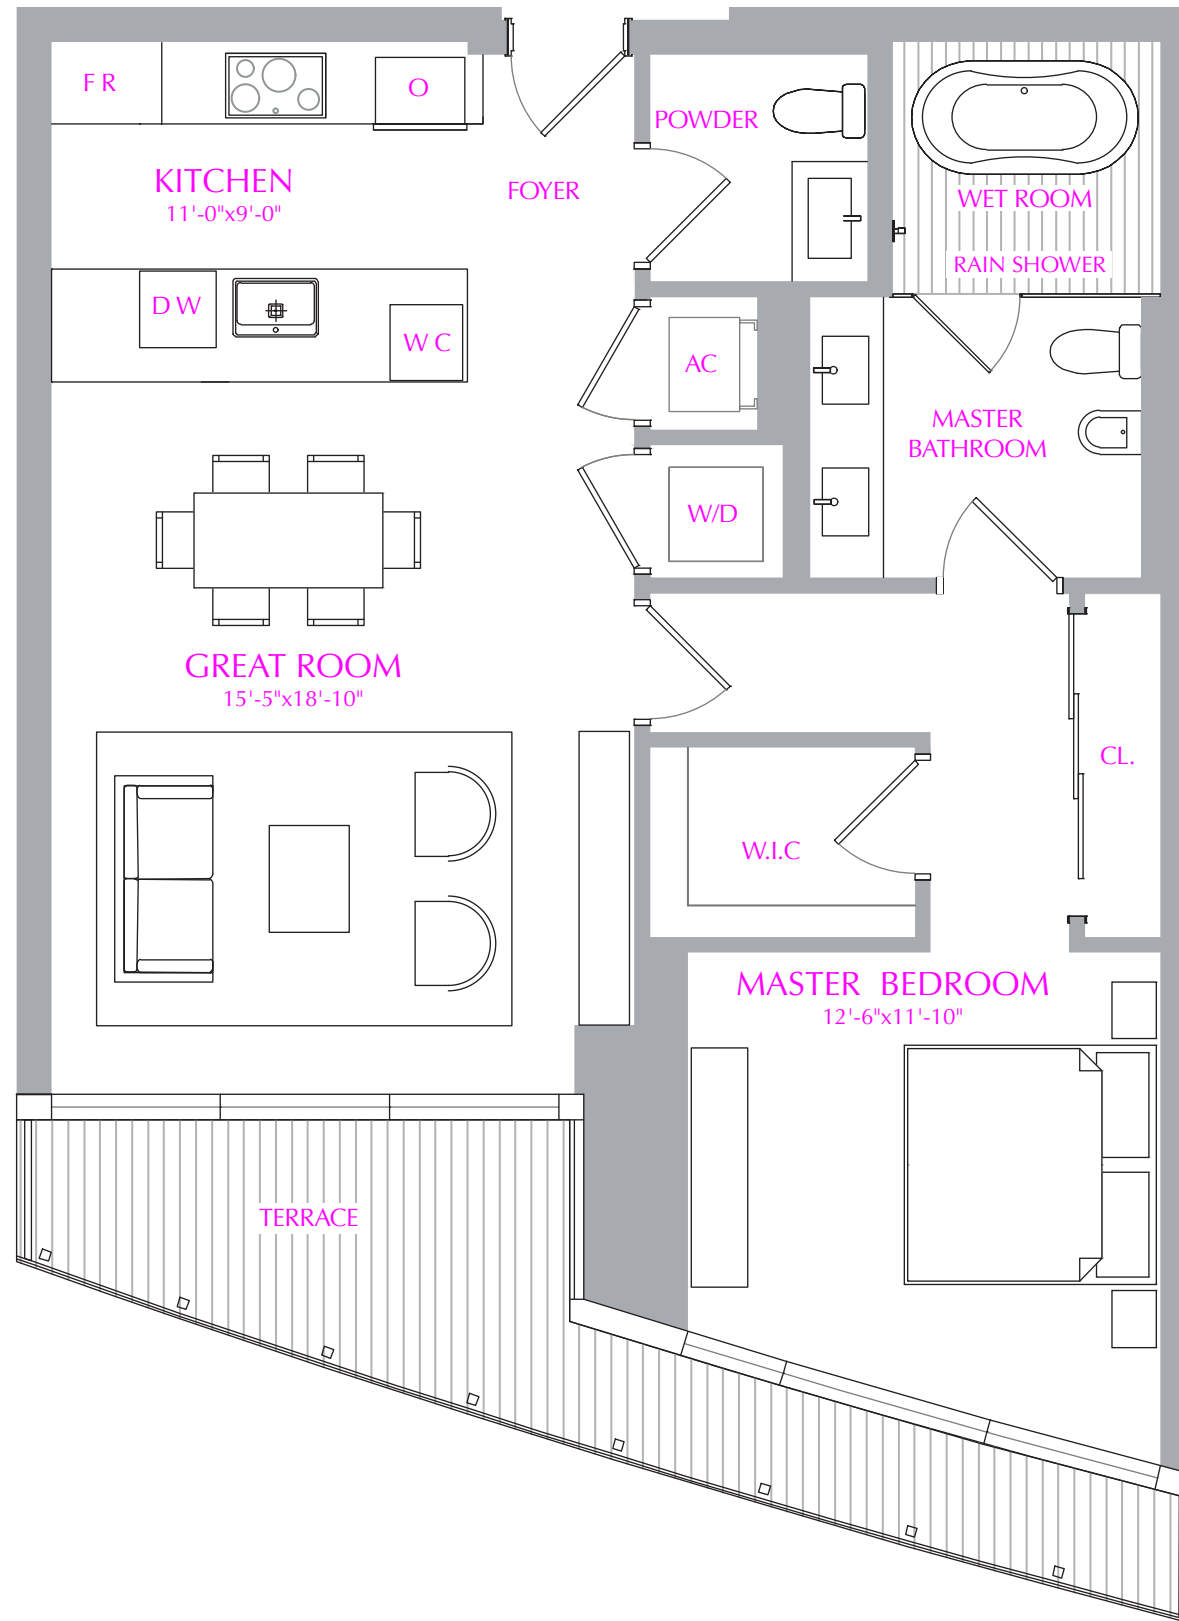 F R
O
POWDER
KITCHEN
11'-0"x9'-0"
FOYER
WET ROOM
RAIN SHOWER
D W
W C
AC
MASTER
BATHROOM
W/D
GREAT ROOM
15'-5"x18'-10"
CL.
W.I.C
MASTER BEDROOM
12'-6"x11'-10"
TERRACE